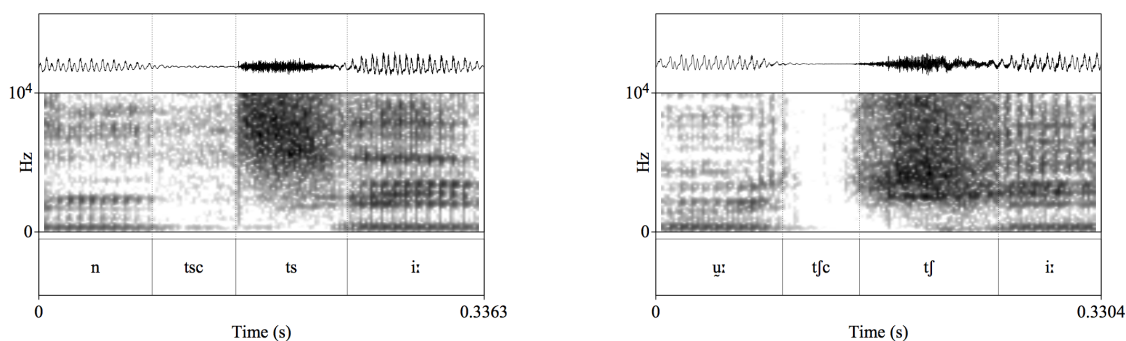 10⁴ 10⁴
Hz Hz
0 0
n tsc ts iː ṵː tʃc tʃ iː
0 0.3363 0 0.3304
Time (s) Time (s)